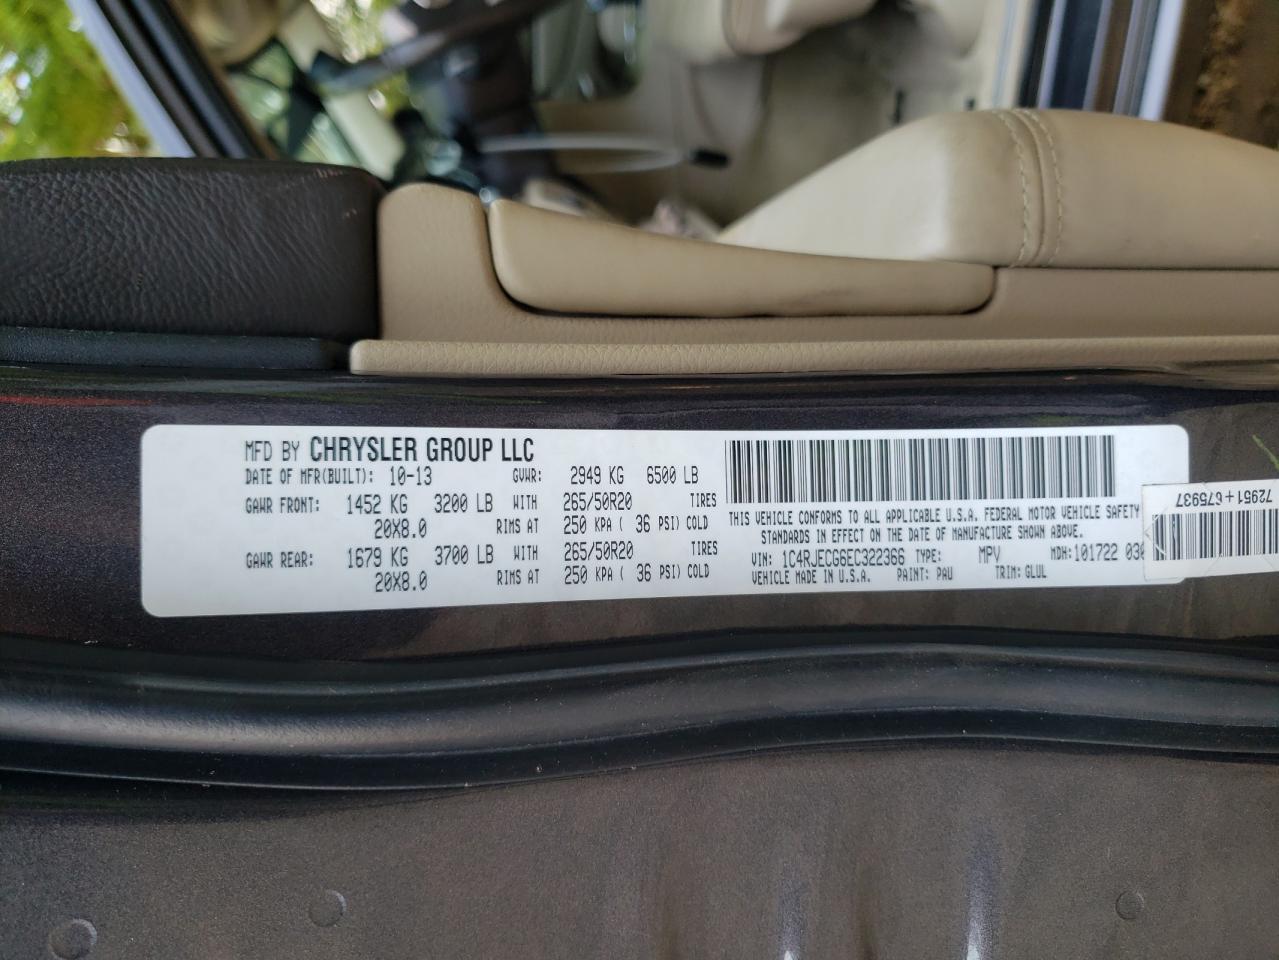 MFD BY CHRYSLER GROUP LLC
DATE OF MFR(BUILT): 10-13 GVWR: 2949 KG 6500 LB
GAWR FRONT: 1452 KG 3200 LB WITH 265/50R20 TIRES
20X8.0 RIMS AT 250 KPA ( 36 PSI) COLD
GAWR REAR: 1679 KG 3700 LB WITH 265/50R20 TIRES
20X8.0 RIMS AT 250 KPA ( 36 PSI) COLD
THIS VEHICLE CONFORMS TO ALL APPLICABLE U.S.A. FEDERAL MOTOR VEHICLE SAFETY
STANDARDS IN EFFECT ON THE DATE OF MANUFACTURE SHOWN ABOVE.
VIN: 1C4RJECG6EC322366 TYPE: MPV MDH:101722 030
VEHICLE MADE IN U.S.A. PAINT: PAU TRIM: GLUL
72951+675937